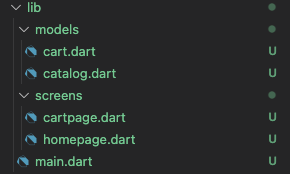 lib
models
cart.dart U
catalog.dart U
screens
cartpage.dart U
homepage.dart U
main.dart U